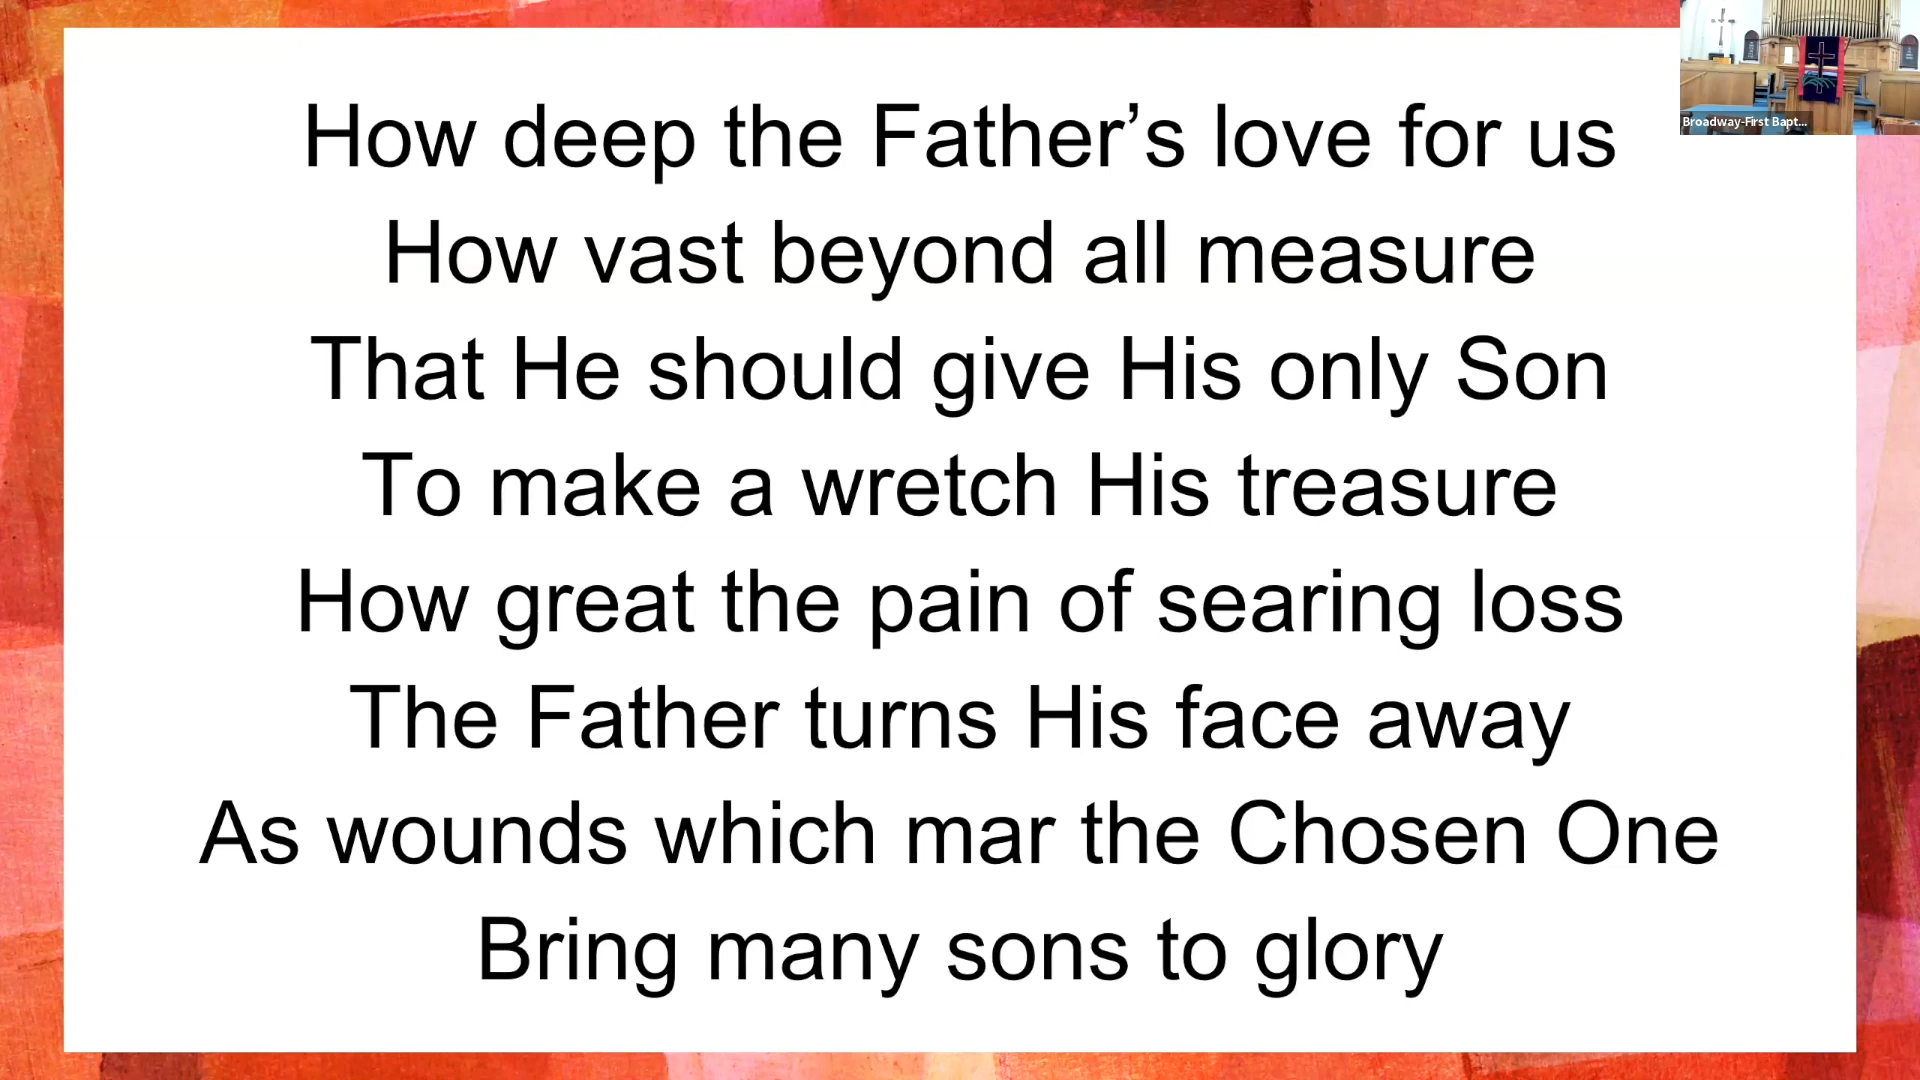 How deep the Father’s love for us
How vast beyond all measure
That He should give His only Son
To make a wretch His treasure
How great the pain of searing loss
The Father turns His face away
As wounds which mar the Chosen One
Bring many sons to glory
Broadway-First Bapt...